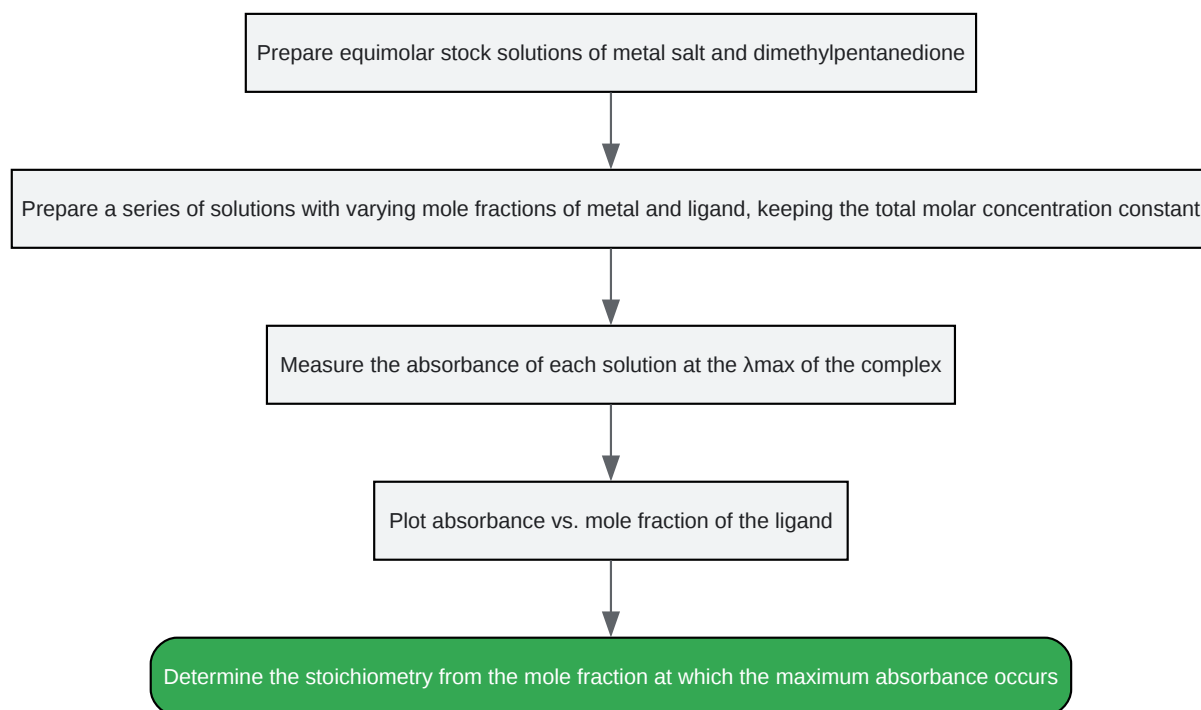 Prepare equimolar stock solutions of metal salt and dimethylpentanedione
Prepare a series of solutions with varying mole fractions of metal and ligand, keeping the total molar concentration constant
Measure the absorbance of each solution at the λmax of the complex
Plot absorbance vs. mole fraction of the ligand
Determine the stoichiometry from the mole fraction at which the maximum absorbance occurs